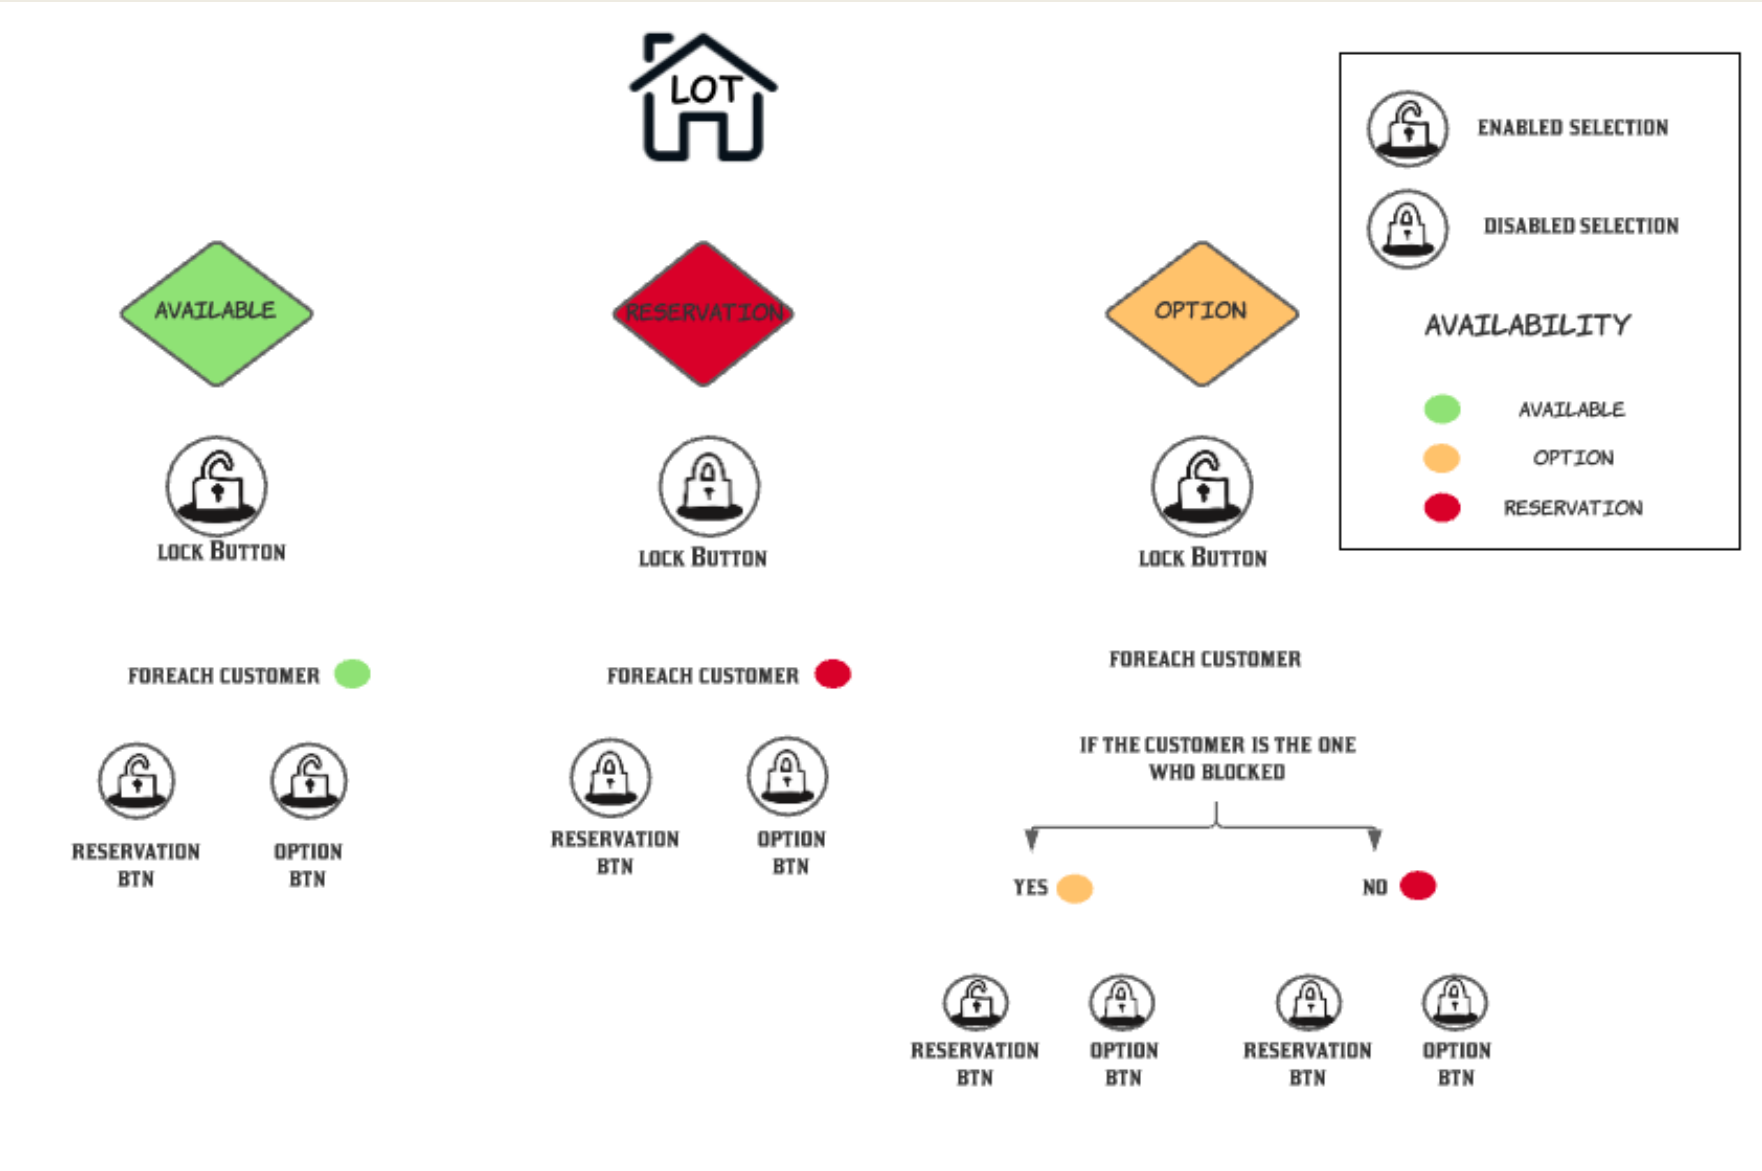 LOT
ENABLED SELECTION
DISABLED SELECTION
AVAILABILITY
AVAILABLE
OPTION
RESERVATION
AVAILABLE
RESERVATION
OPTION
LOCK BUTTON
LOCK BUTTON
LOCK BUTTON
FOREACH CUSTOMER
FOREACH CUSTOMER
FOREACH CUSTOMER
IF THE CUSTOMER IS THE ONE
WHO BLOCKED
RESERVATION
BTN
OPTION
BTN
RESERVATION
BTN
OPTION
BTN
YES
NO
RESERVATION
BTN
OPTION
BTN
RESERVATION
BTN
OPTION
BTN